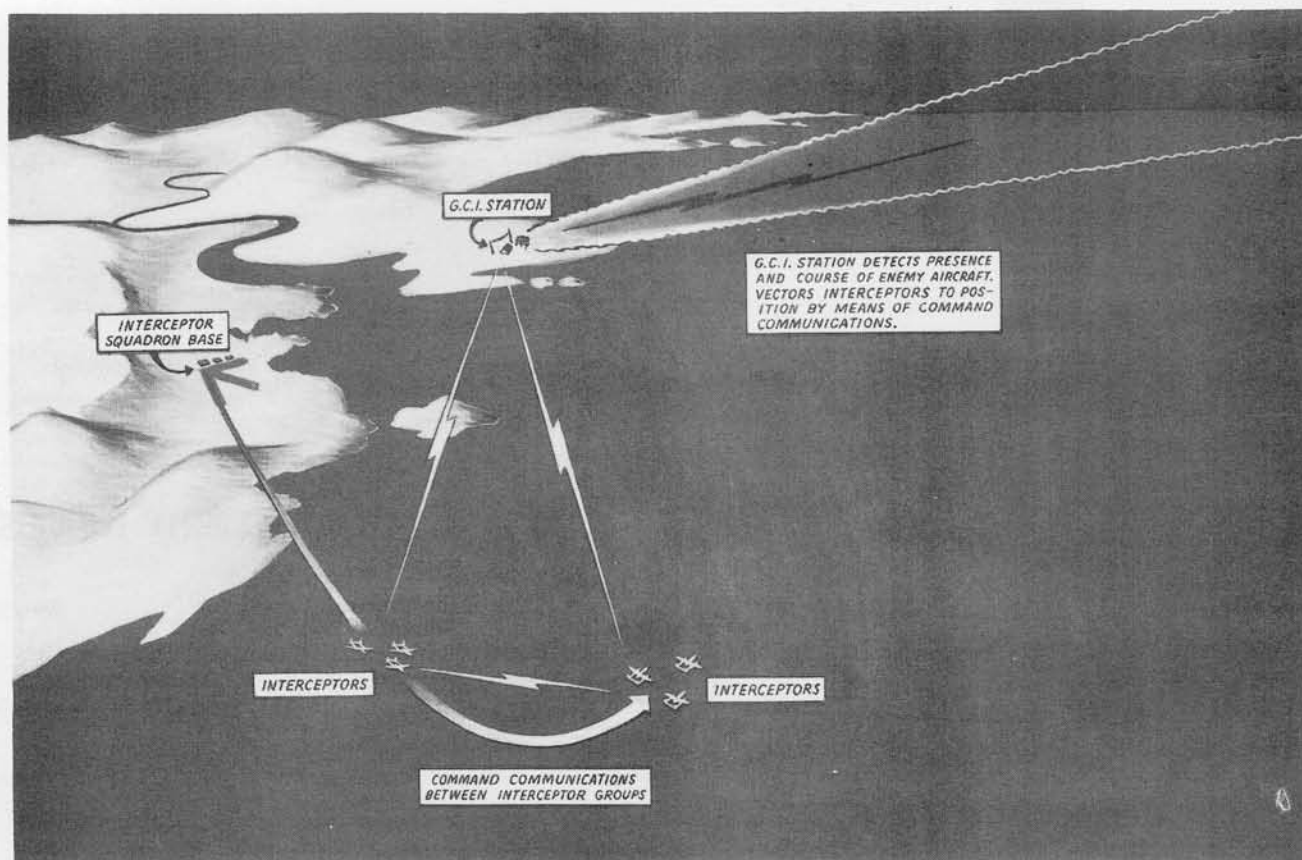 G.C.I. STATION
G.C.I. STATION DETECTS PRESENCE
AND COURSE OF ENEMY AIRCRAFT.
VECTORS INTERCEPTORS TO POS-
ITION BY MEANS OF COMMAND
COMMUNICATIONS.
INTERCEPTOR
SQUADRON BASE
INTERCEPTORS
INTERCEPTORS
COMMAND COMMUNICATIONS
BETWEEN INTERCEPTOR GROUPS